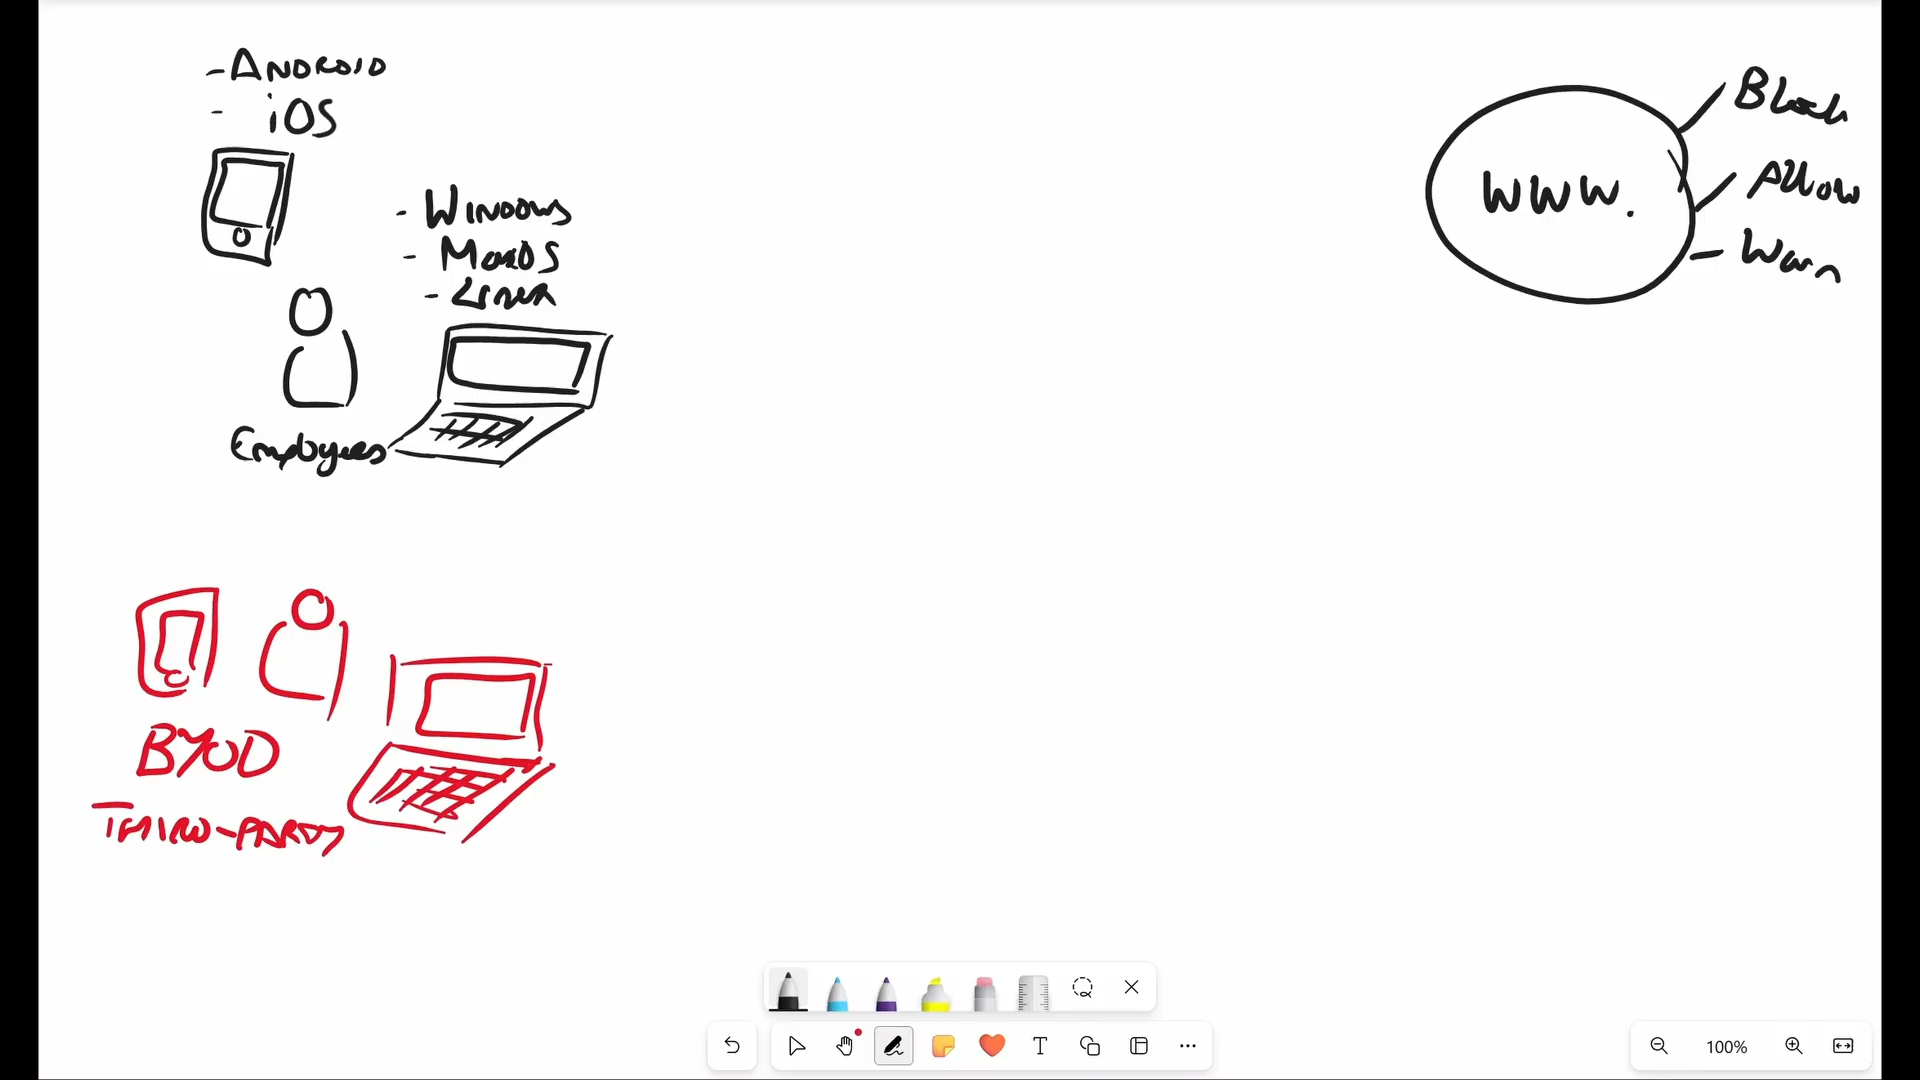 - ANDROID
- iOS
- WINDOWS
- MacOS
- LINUX
Employees
WWW.
Block
Allow
Warn
BYOD
THIRD-PARTY
100%